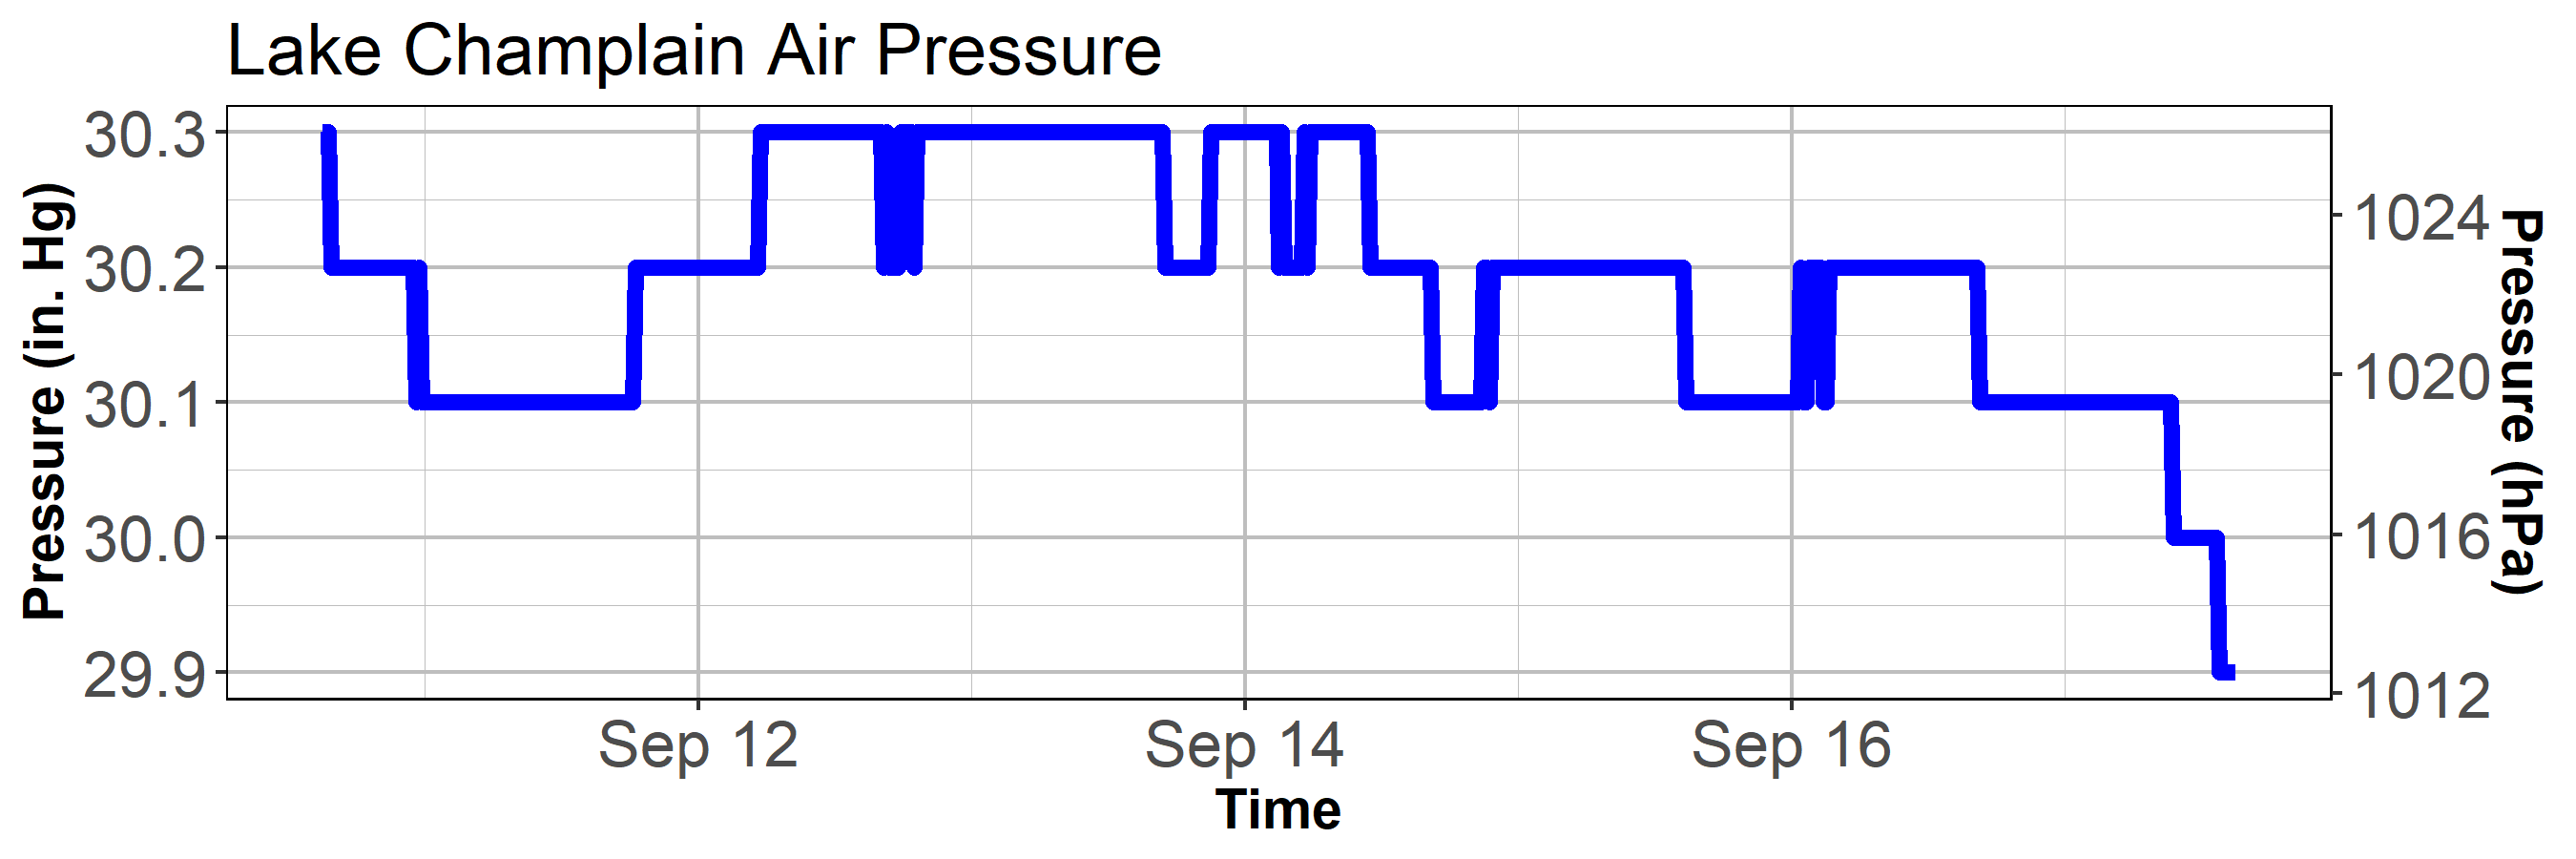 Lake Champlain Air Pressure
Pressure (in. Hg)
30.3
30.2
30.1
30.0
29.9
1024
1020
1016
1012
Pressure (hPa)
Sep 12
Sep 14
Sep 16
Time